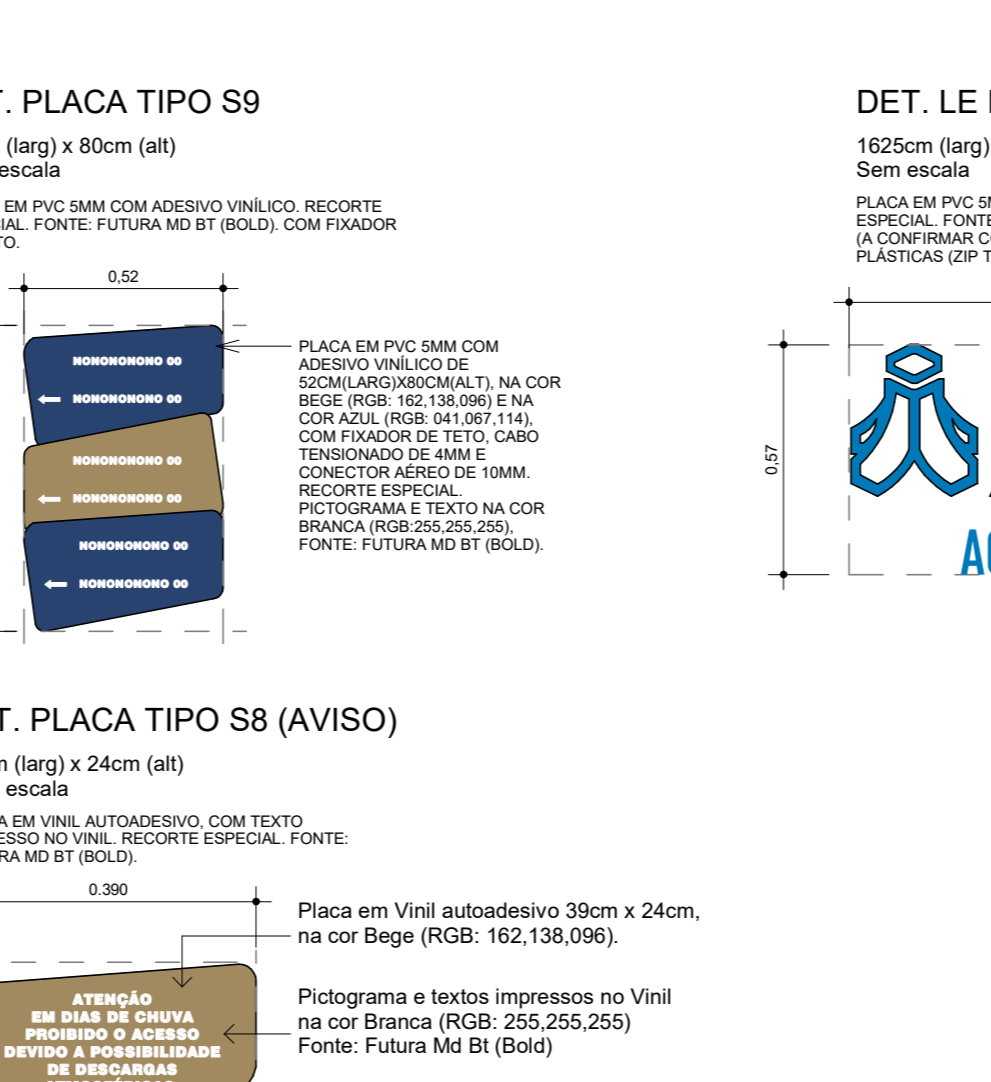 . PLACA TIPO S9
(larg) x 80cm (alt)
escala
EM PVC 5MM COM ADESIVO VINÍLICO. RECORTE
FONTE: FUTURA MD BT (BOLD). COM FIXADOR
0,52
NONONONONO 00
NONONONONO 00
NONONONONO 00
NONONONONO 00
NONONONONO 00
NONONONONO 00
PLACA EM PVC 5MM COM
ADESIVO VINÍLICO DE
52CM(LARG)X80CM(ALT), NA COR
BEGE (RGB: 162,138,096) E NA
COR AZUL (RGB: 041,067,114),
COM FIXADOR DE TETO, CABO
TENSIONADO DE 4MM E
CONECTOR AÉREO DE 10MM.
RECORTE ESPECIAL.
PICTOGRAMA E TEXTO NA COR
BRANCA (RGB:255,255,255),
FONTE: FUTURA MD BT (BOLD).
DET. LE
1625cm (larg)
Sem escala
PLACA EM PVC
ESPECIAL.
(A CONFIRMAR
PLÁSTICAS (ZIP
0,57
. PLACA TIPO S8 (AVISO)
(larg) x 24cm (alt)
escala
EM VINIL AUTOADESIVO, COM TEXTO
NO VINIL. RECORTE ESPECIAL. FONTE:
MD BT (BOLD).
0.390
Placa em Vinil autoadesivo 39cm x 24cm,
na cor Bege (RGB: 162,138,096).
Pictograma e textos impressos no Vinil
na cor Branca (RGB: 255,255,255)
Fonte: Futura Md Bt (Bold)
ATENÇÃO
EM DIAS DE CHUVA
PROIBIDO O ACESSO
DEVIDO A POSSIBILIDADE
DE DESCARGAS